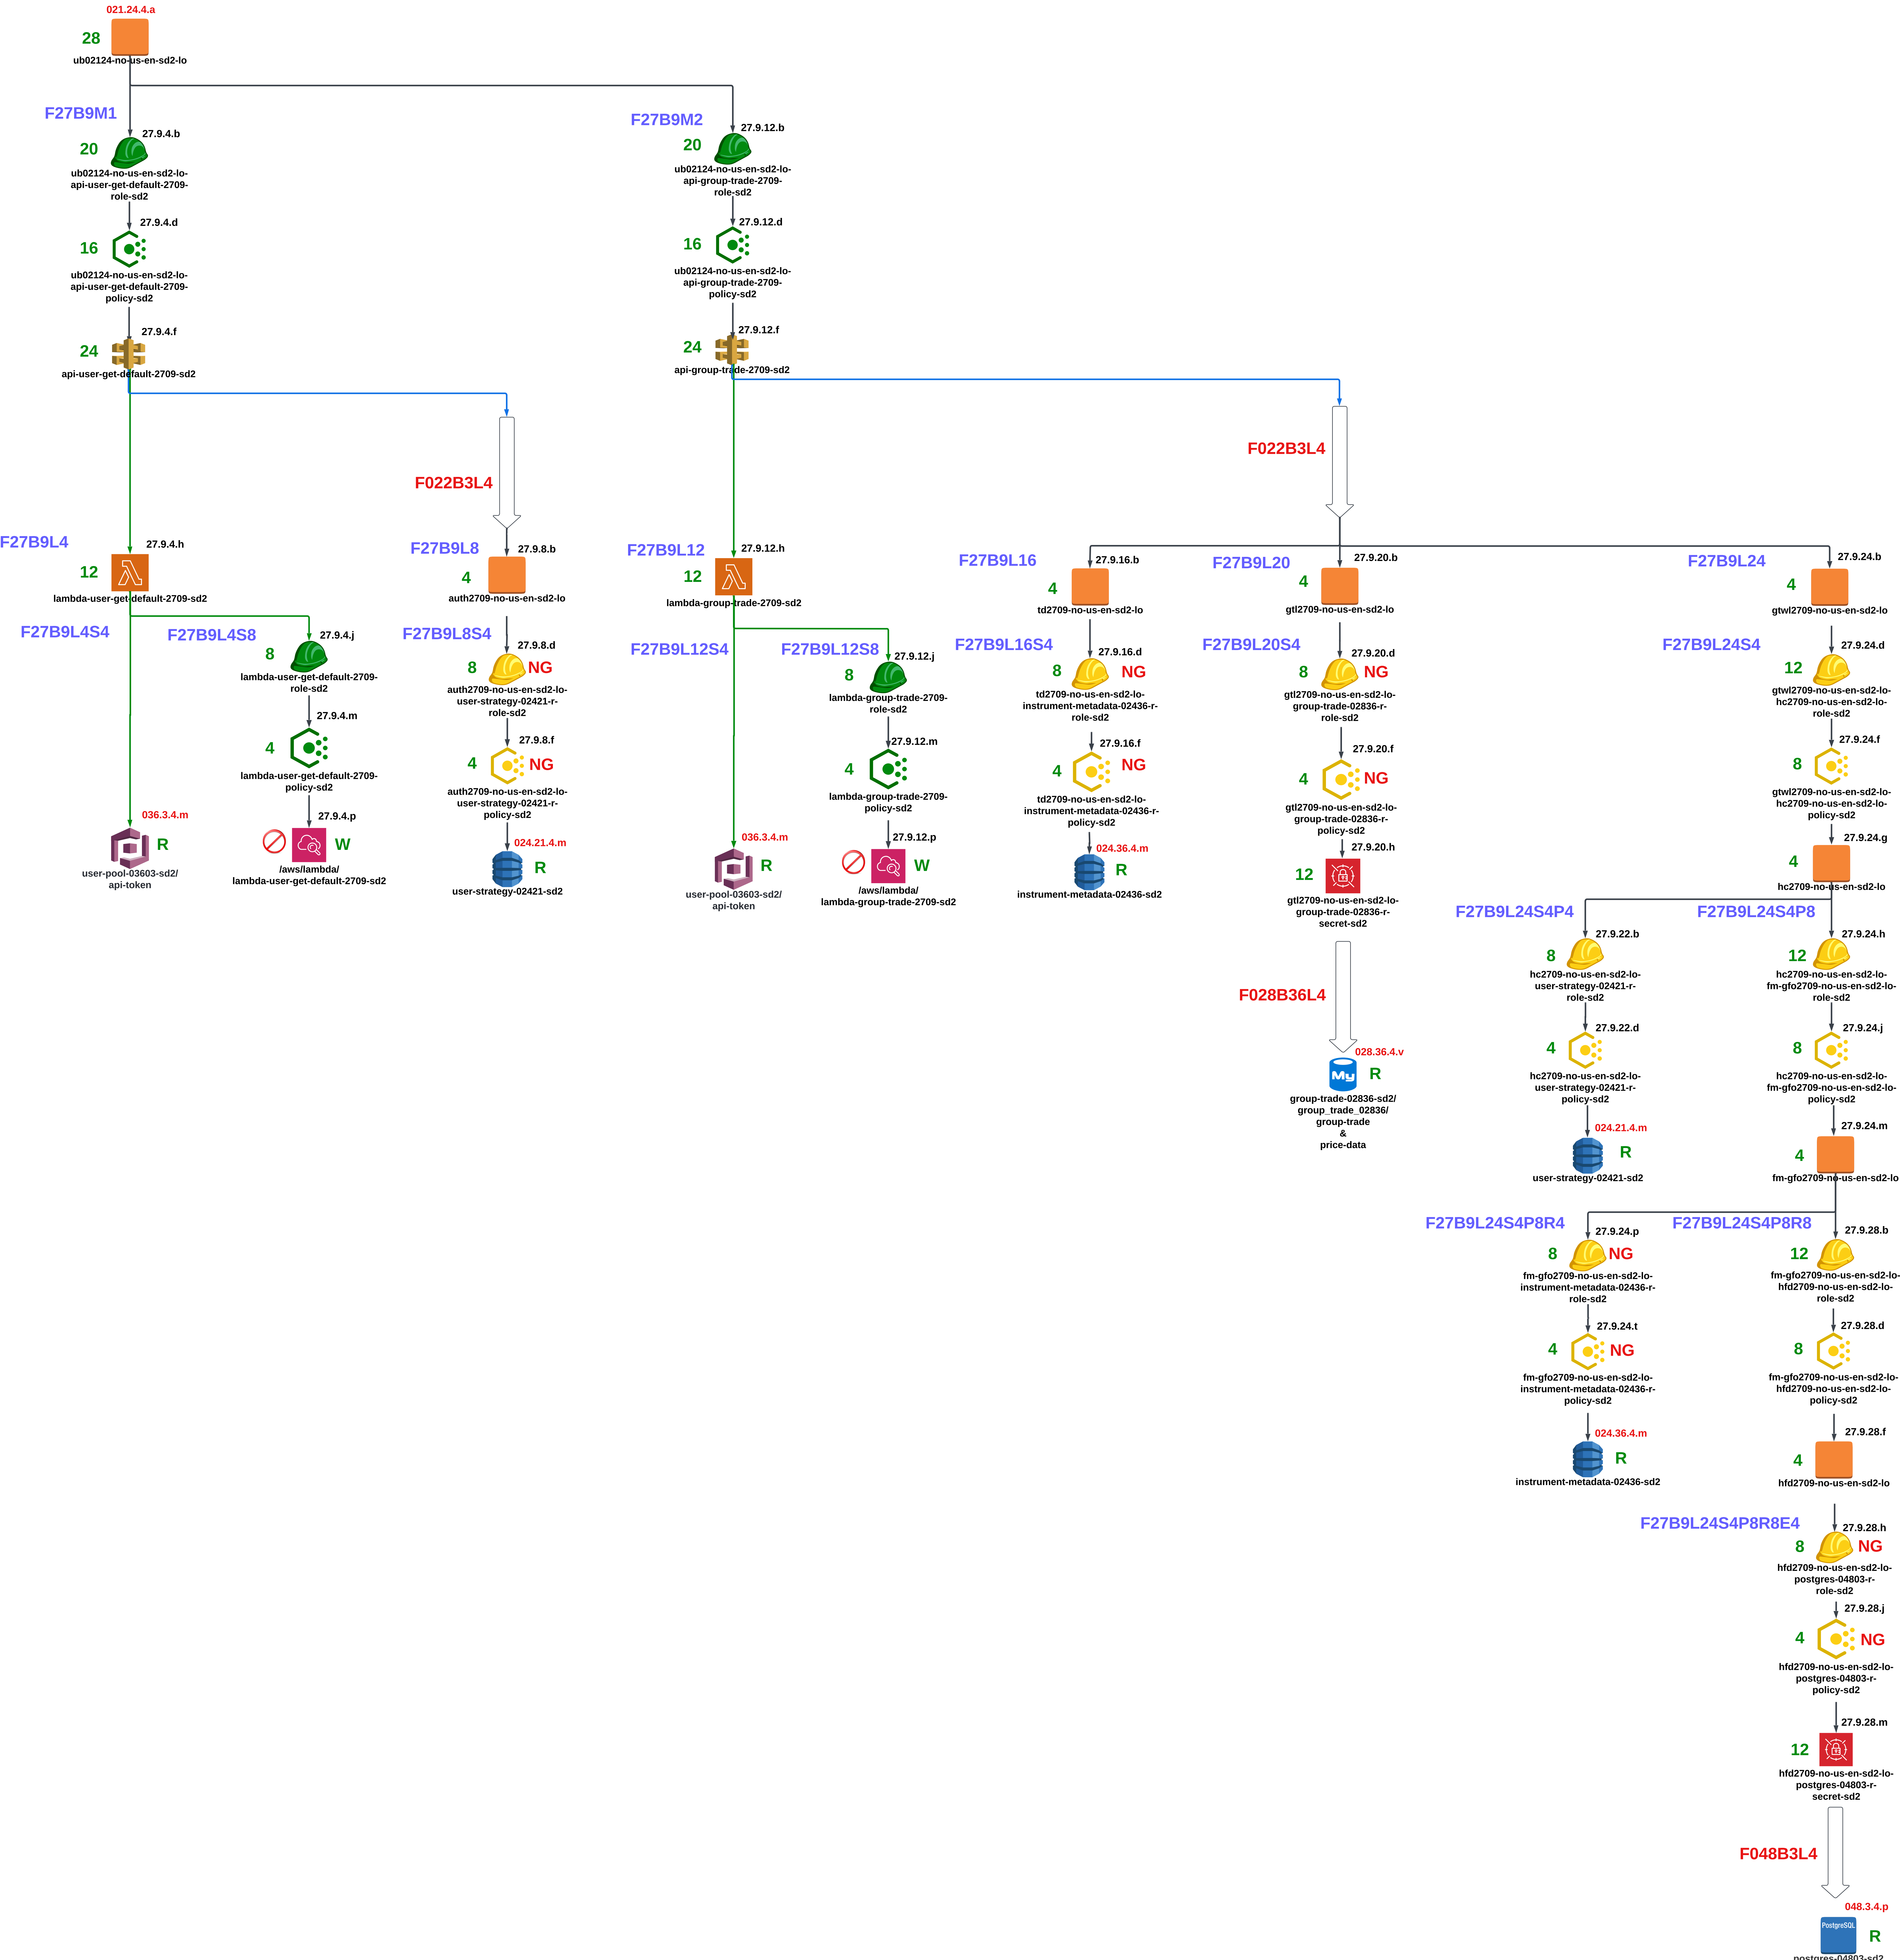 021.24.4.a
28
ub02124-no-us-en-sd2-lo
F27B9M1
27.9.4.b
20
ub02124-no-us-en-sd2-lo-
api-user-get-default-2709-
role-sd2
27.9.4.d
16
ub02124-no-us-en-sd2-lo-
api-user-get-default-2709-
policy-sd2
27.9.4.f
24
api-user-get-default-2709-sd2
F27B9M2
27.9.12.b
20
ub02124-no-us-en-sd2-lo-
api-group-trade-2709-
role-sd2
27.9.12.d
16
ub02124-no-us-en-sd2-lo-
api-group-trade-2709-
policy-sd2
27.9.12.f
24
api-group-trade-2709-sd2
F27B9L4
27.9.4.h
12
lambda-user-get-default-2709-sd2
F27B9L4S4
036.3.4.m
R
user-pool-03603-sd2/
api-token
F27B9L4S8
27.9.4.j
8
lambda-user-get-default-2709-
role-sd2
27.9.4.m
4
lambda-user-get-default-2709-
policy-sd2
27.9.4.p
W
/aws/lambda/
lambda-user-get-default-2709-sd2
F022B3L4
F27B9L8
27.9.8.b
4
auth2709-no-us-en-sd2-lo
F27B9L8S4
27.9.8.d
8
NG
auth2709-no-us-en-sd2-lo-
user-strategy-02421-r-
role-sd2
27.9.8.f
4
NG
auth2709-no-us-en-sd2-lo-
user-strategy-02421-r-
policy-sd2
024.21.4.m
R
user-strategy-02421-sd2
F27B9L12
27.9.12.h
12
lambda-group-trade-2709-sd2
F27B9L12S4
036.3.4.m
R
user-pool-03603-sd2/
api-token
F27B9L12S8
27.9.12.j
8
lambda-group-trade-2709-
role-sd2
27.9.12.m
4
lambda-group-trade-2709-
policy-sd2
27.9.12.p
W
/aws/lambda/
lambda-group-trade-2709-sd2
F022B3L4
F27B9L16
27.9.16.b
4
td2709-no-us-en-sd2-lo
F27B9L16S4
27.9.16.d
8
NG
td2709-no-us-en-sd2-lo-
instrument-metadata-02436-r-
role-sd2
27.9.16.f
4
NG
td2709-no-us-en-sd2-lo-
instrument-metadata-02436-r-
policy-sd2
024.36.4.m
R
instrument-metadata-02436-sd2
F27B9L20
27.9.20.b
4
gtl2709-no-us-en-sd2-lo
F27B9L20S4
27.9.20.d
8
NG
gtl2709-no-us-en-sd2-lo-
group-trade-02836-r-
role-sd2
27.9.20.f
4
NG
gtl2709-no-us-en-sd2-lo-
group-trade-02836-r-
policy-sd2
27.9.20.h
12
gtl2709-no-us-en-sd2-lo-
group-trade-02836-r-
secret-sd2
F028B36L4
028.36.4.v
My
R
group-trade-02836-sd2/
group_trade_02836/
group-trade
&
price-data
F27B9L24
27.9.24.b
4
gtwl2709-no-us-en-sd2-lo
F27B9L24S4
27.9.24.d
12
gtwl2709-no-us-en-sd2-lo-
hc2709-no-us-en-sd2-lo-
role-sd2
27.9.24.f
8
gtwl2709-no-us-en-sd2-lo-
hc2709-no-us-en-sd2-lo-
policy-sd2
27.9.24.g
4
hc2709-no-us-en-sd2-lo
F27B9L24S4P4
27.9.22.b
8
hc2709-no-us-en-sd2-lo-
user-strategy-02421-r-
role-sd2
27.9.22.d
4
hc2709-no-us-en-sd2-lo-
user-strategy-02421-r-
policy-sd2
024.21.4.m
R
user-strategy-02421-sd2
F27B9L24S4P8
27.9.24.h
12
hc2709-no-us-en-sd2-lo-
fm-gfo2709-no-us-en-sd2-lo-
role-sd2
27.9.24.j
8
hc2709-no-us-en-sd2-lo-
fm-gfo2709-no-us-en-sd2-lo-
policy-sd2
27.9.24.m
4
fm-gfo2709-no-us-en-sd2-lo
F27B9L24S4P8R4
27.9.24.p
8
NG
fm-gfo2709-no-us-en-sd2-lo-
instrument-metadata-02436-r-
role-sd2
27.9.24.t
4
NG
fm-gfo2709-no-us-en-sd2-lo-
instrument-metadata-02436-r-
policy-sd2
024.36.4.m
R
instrument-metadata-02436-sd2
F27B9L24S4P8R8
27.9.28.b
12
fm-gfo2709-no-us-en-sd2-lo-
hfd2709-no-us-en-sd2-lo-
role-sd2
27.9.28.d
8
fm-gfo2709-no-us-en-sd2-lo-
hfd2709-no-us-en-sd2-lo-
policy-sd2
27.9.28.f
4
hfd2709-no-us-en-sd2-lo
F27B9L24S4P8R8E4
27.9.28.h
8
NG
hfd2709-no-us-en-sd2-lo-
postgres-04803-r-
role-sd2
27.9.28.j
4
NG
hfd2709-no-us-en-sd2-lo-
postgres-04803-r-
policy-sd2
27.9.28.m
12
hfd2709-no-us-en-sd2-lo-
postgres-04803-r-
secret-sd2
F048B3L4
048.3.4.p
PostgreSQL
R
postgres-04803-sd2